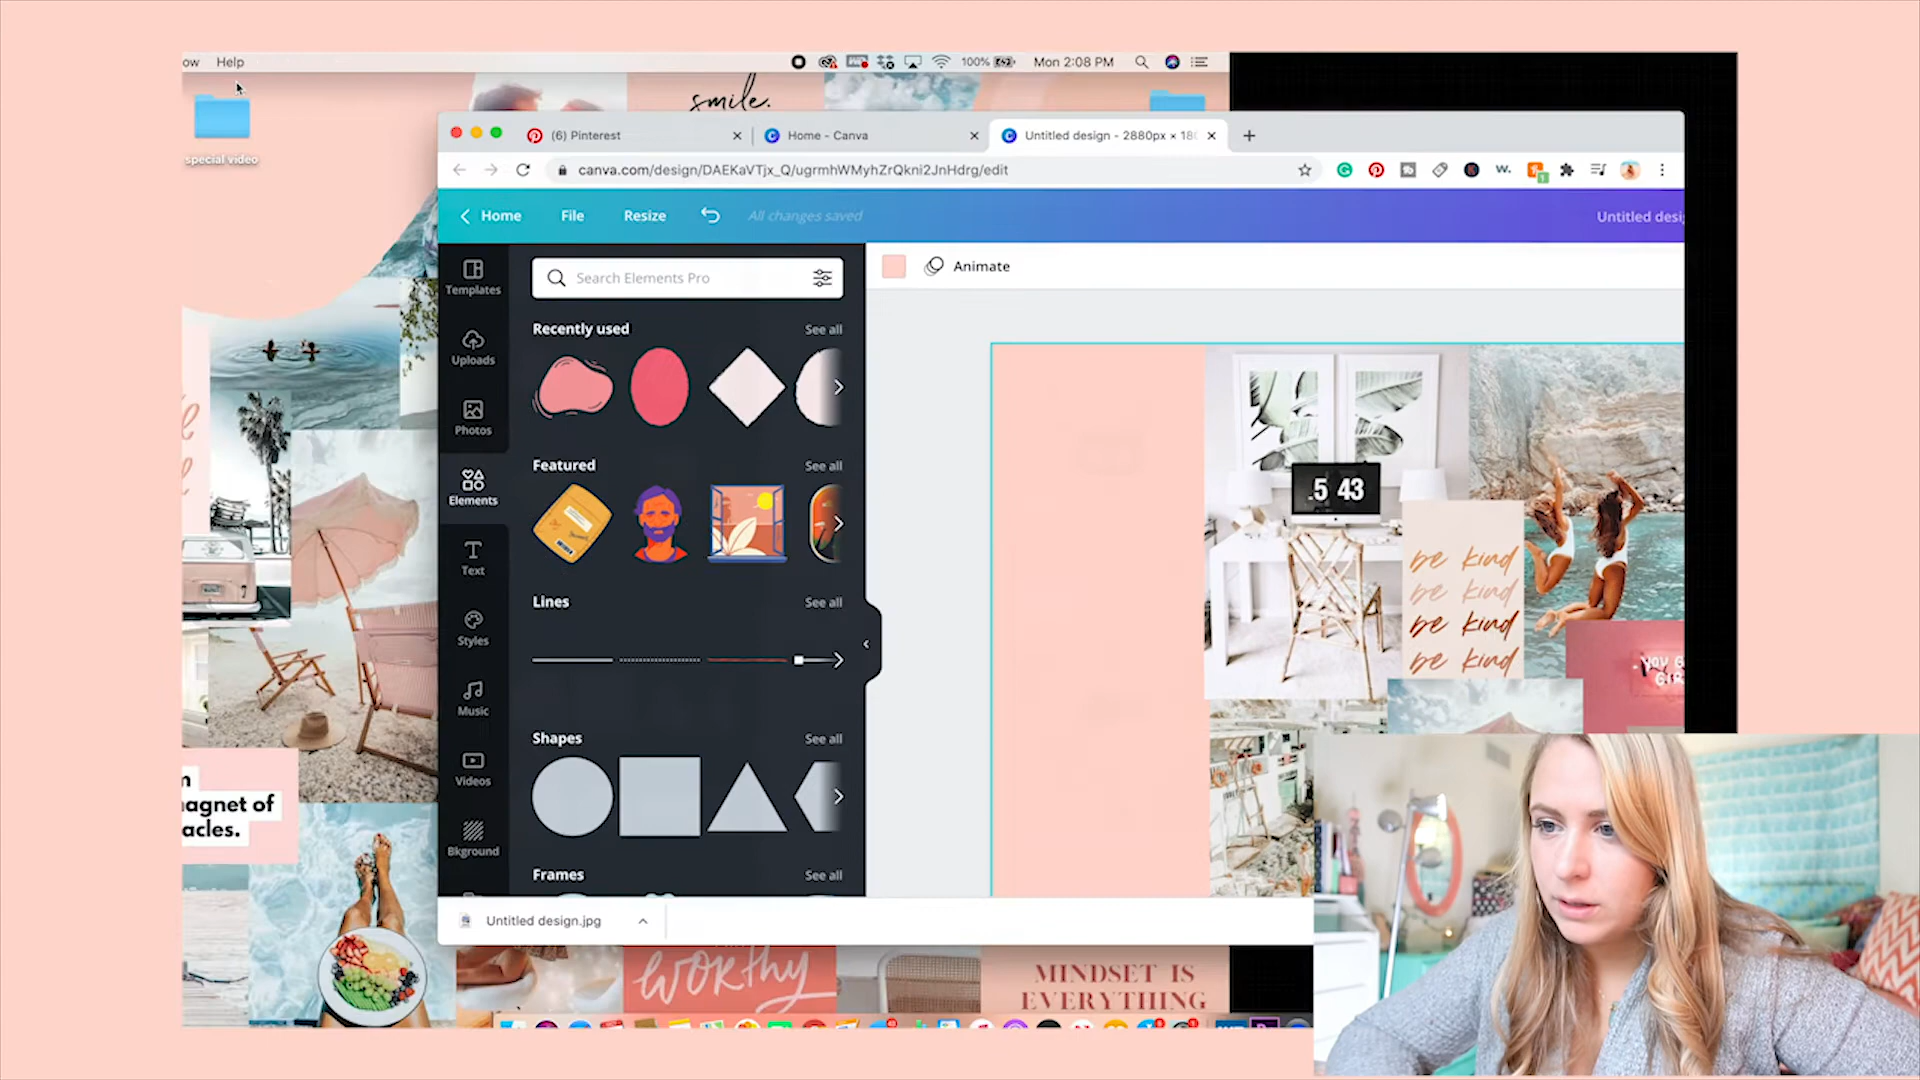 ow Help
100% Mon 2:08 PM
smile.
special video
(6) Pinterest
Home - Canva
Untitled design - 2880px × 180
canva.com/design/DAEKaVTjx_Q/ugrmhWMyhZrQkni2JnHdrg/edit
Home File Resize All changes saved Untitled desi
Search Elements Pro
Animate
Templates
Uploads
Photos
Elements
Text
Styles
Music
Videos
Bkground
Recently used See all
Featured See all
Lines See all
Shapes See all
Frames See all
5 43
be kind
be kind
be kind
be kind
YOU G
GIR
n
agnet of
acles.
Untitled design.jpg
worthy
MINDSET IS
EVERYTHING